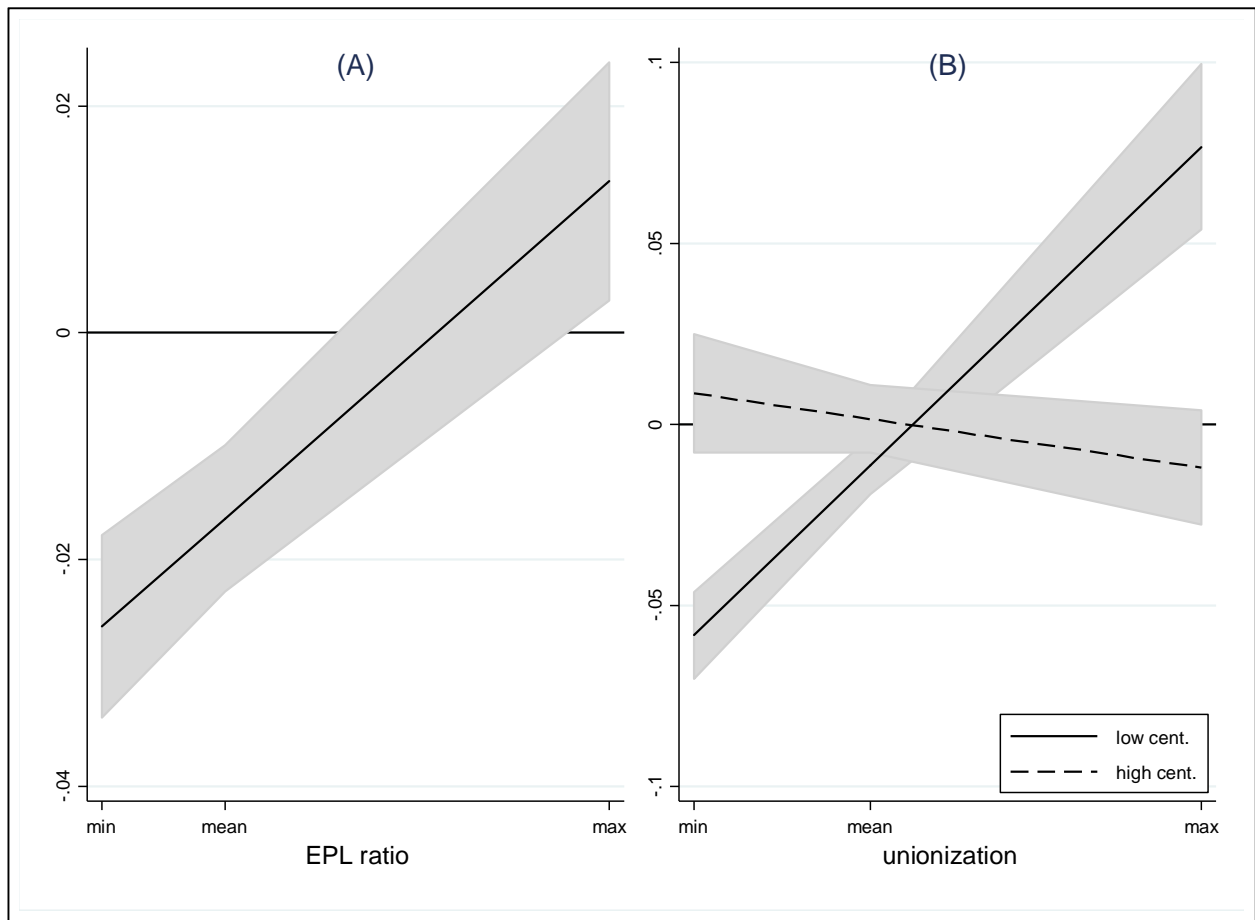 (A)
.02
0
-.02
-.04
min mean max
EPL ratio
(B)
.1
.05
0
-.05
-.1
low cent.
high cent.
min mean max
unionization